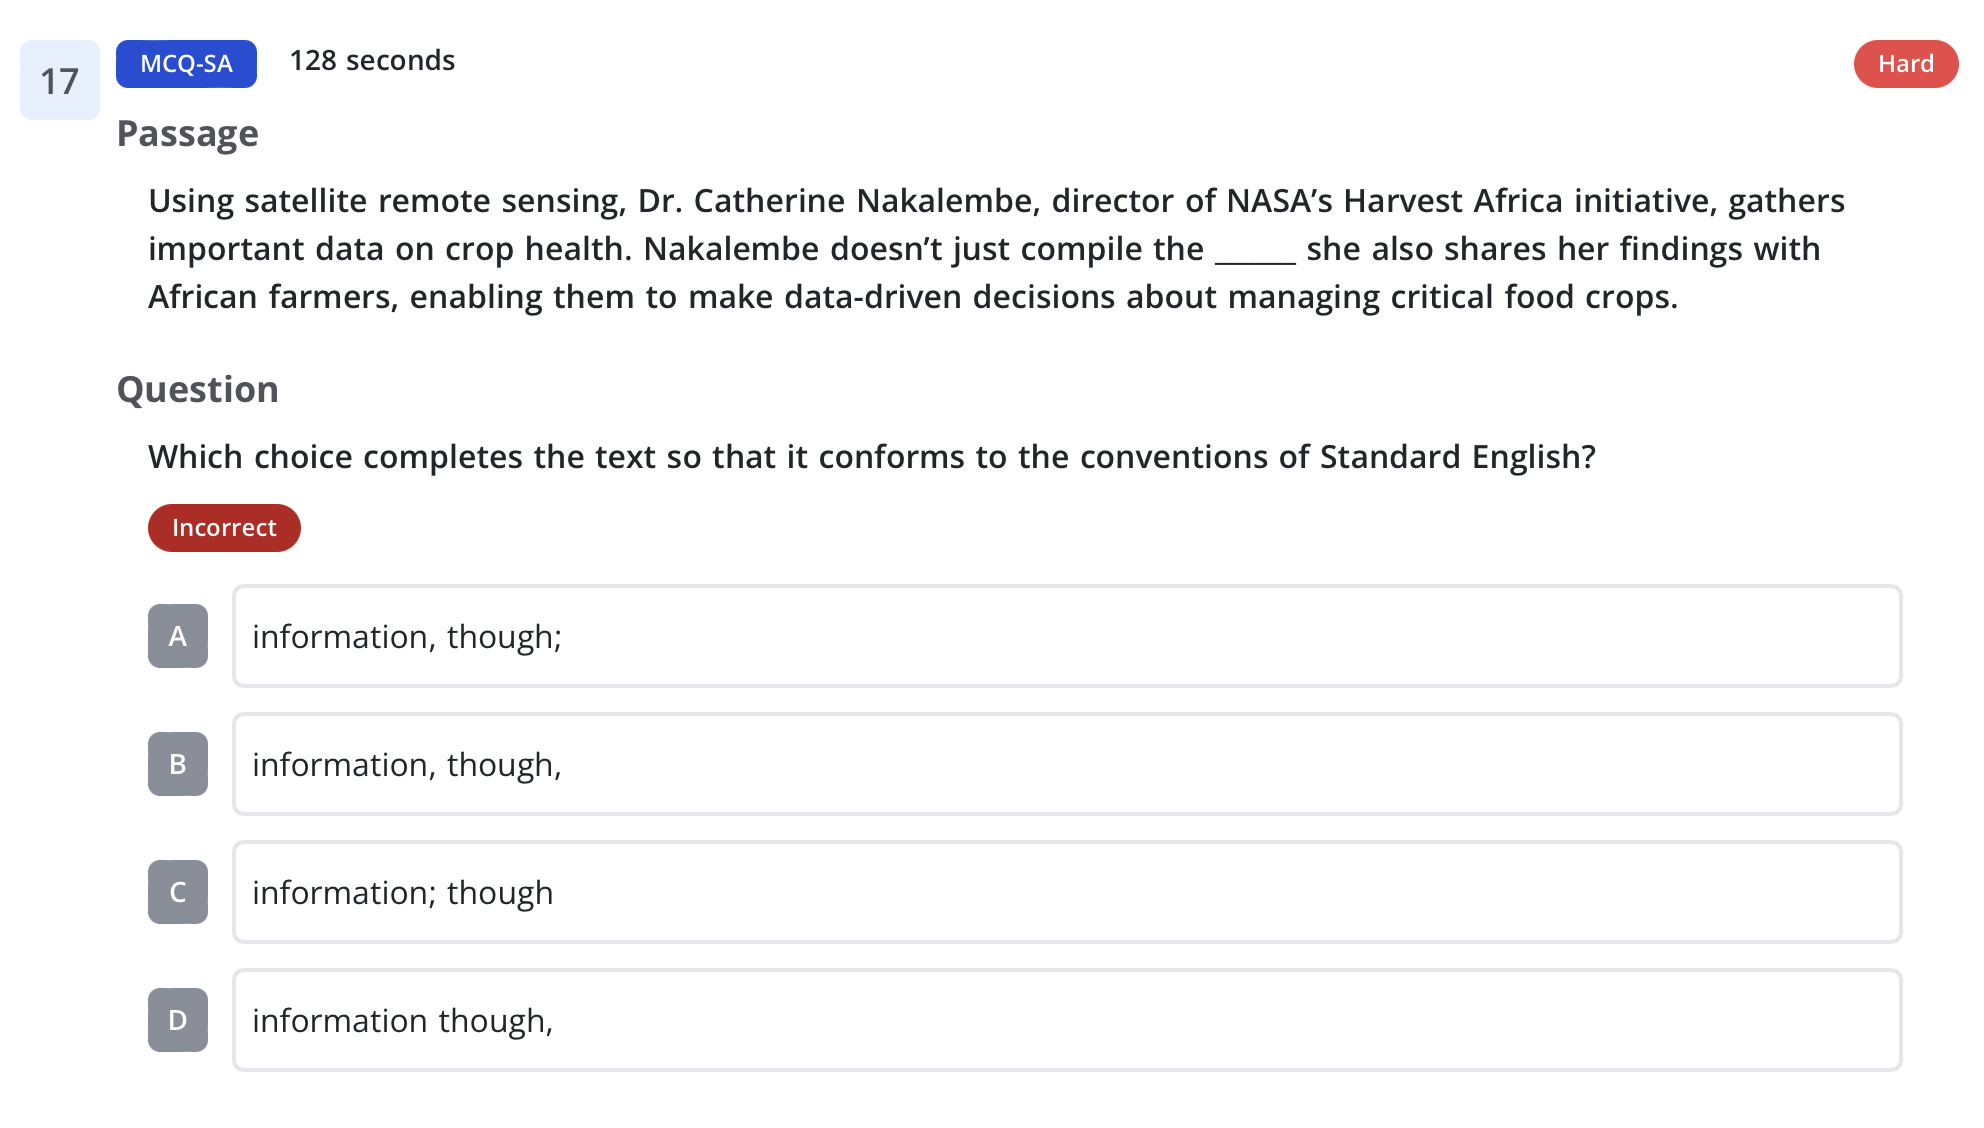 17
MCQ-SA
128 seconds
Hard
Passage
Using satellite remote sensing, Dr. Catherine Nakalembe, director of NASA’s Harvest Africa initiative, gathers
important data on crop health. Nakalembe doesn’t just compile the ______ she also shares her findings with
African farmers, enabling them to make data-driven decisions about managing critical food crops.
Question
Which choice completes the text so that it conforms to the conventions of Standard English?
Incorrect
A
information, though;
B
information, though,
C
information; though
D
information though,